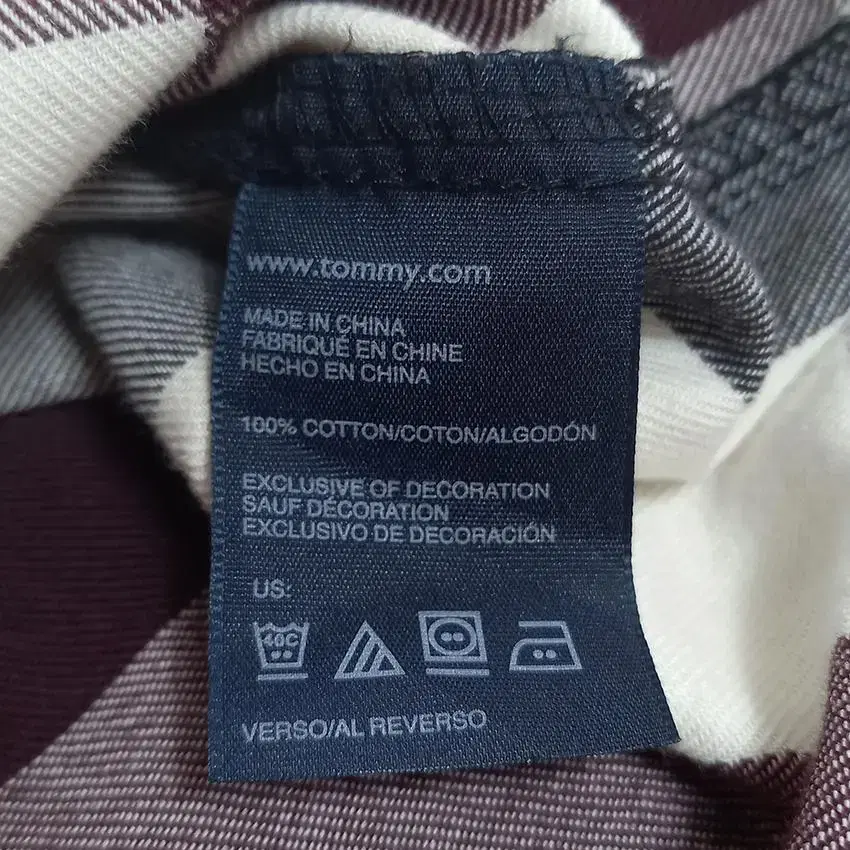 www.tommy.com
MADE IN CHINA
FABRIQUÉ EN CHINE
HECHO EN CHINA
100% COTTON/COTON/ALGODÓN
EXCLUSIVE OF DECORATION
SAUF DÉCORATION
EXCLUSIVO DE DECORACIÓN
US:
40C
VERSO/AL REVERSO